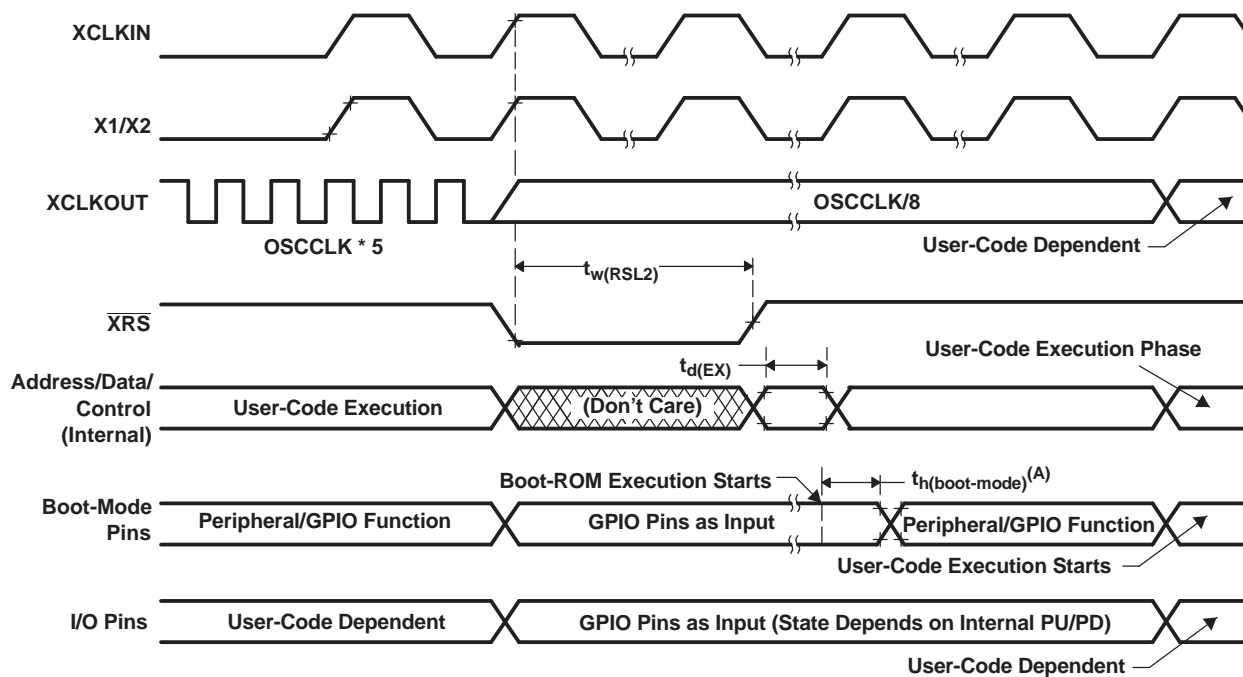 XCLKIN
X1/X2
XCLKOUT
OSCCLK/8
OSCCLK * 5
User-Code Dependent
tw(RSL2)
XRS
User-Code Execution Phase
td(EX)
Address/Data/
Control
(Internal)
User-Code Execution
(Don't Care)
Boot-ROM Execution Starts
th(boot-mode)(A)
Boot-Mode
Pins
Peripheral/GPIO Function
GPIO Pins as Input
Peripheral/GPIO Function
User-Code Execution Starts
I/O Pins
User-Code Dependent
GPIO Pins as Input (State Depends on Internal PU/PD)
User-Code Dependent